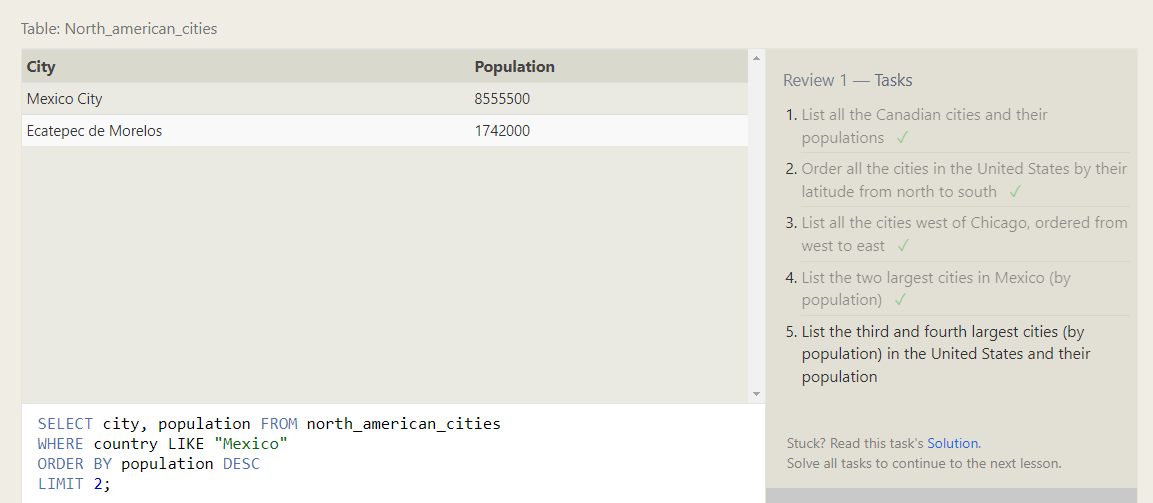 Table: North_american_cities
City Population
Mexico City 8555500
Ecatepec de Morelos 1742000
Review 1 — Tasks
1. List all the Canadian cities and their
populations ✓
2. Order all the cities in the United States by their
latitude from north to south ✓
3. List all the cities west of Chicago, ordered from
west to east ✓
4. List the two largest cities in Mexico (by
population) ✓
5. List the third and fourth largest cities (by
population) in the United States and their
population
Stuck? Read this task's Solution.
Solve all tasks to continue to the next lesson.
SELECT city, population FROM north_american_cities
WHERE country LIKE "Mexico"
ORDER BY population DESC
LIMIT 2;